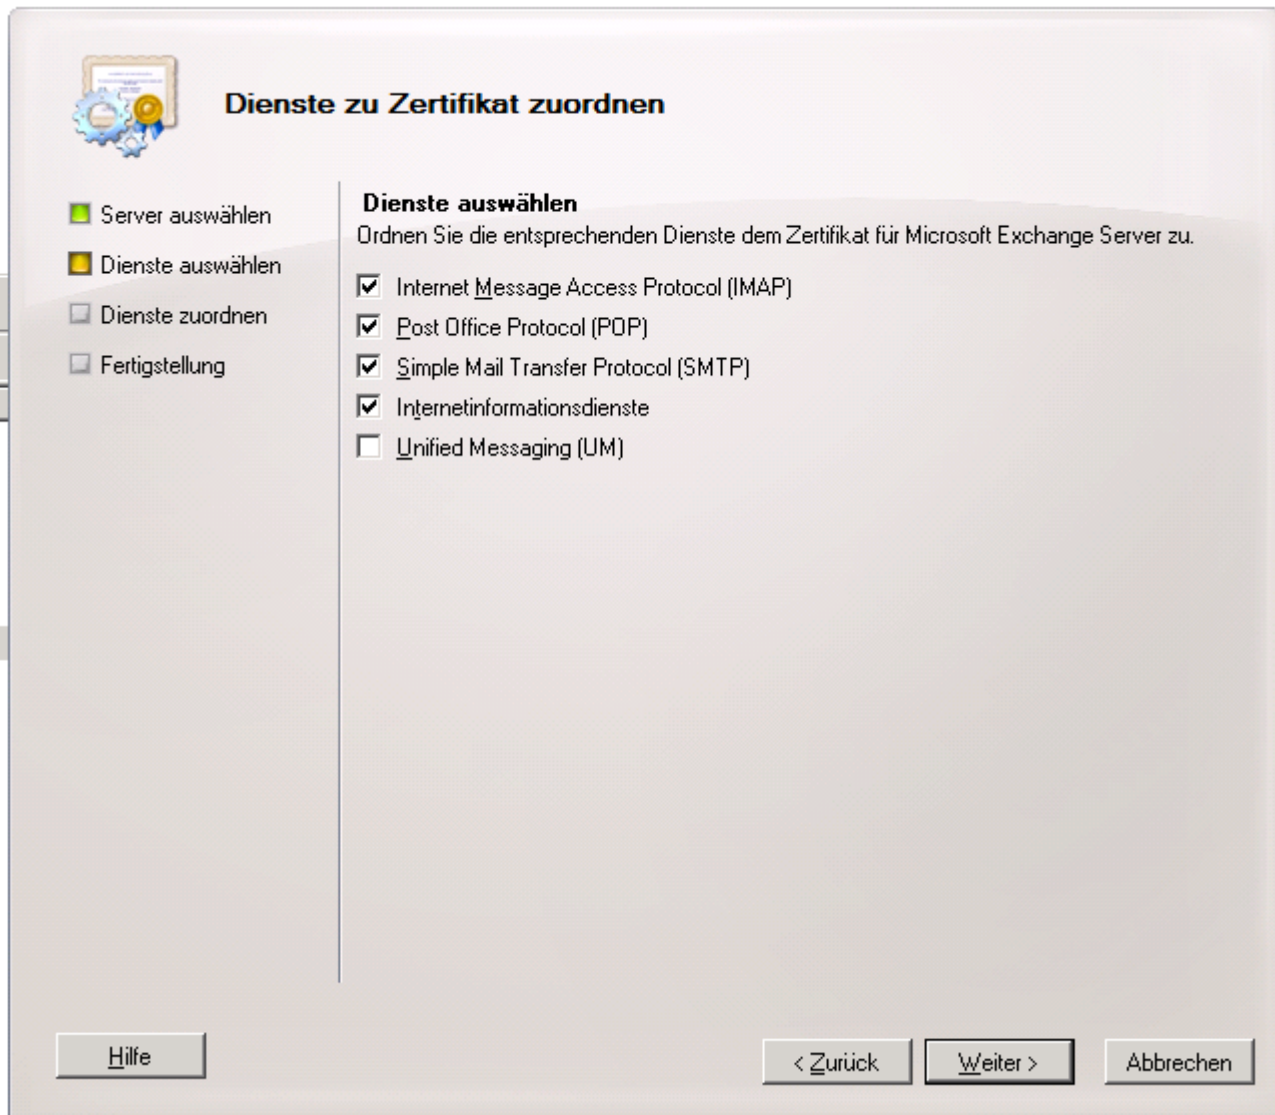 Dienste zu Zertifikat zuordnen
Server auswählen
Dienste auswählen
Dienste zuordnen
Fertigstellung
Dienste auswählen
Ordnen Sie die entsprechenden Dienste dem Zertifikat für Microsoft Exchange Server zu.
Internet Message Access Protocol (IMAP)
Post Office Protocol (POP)
Simple Mail Transfer Protocol (SMTP)
Internetinformationsdienste
Unified Messaging (UM)
Hilfe
< Zurück
Weiter >
Abbrechen